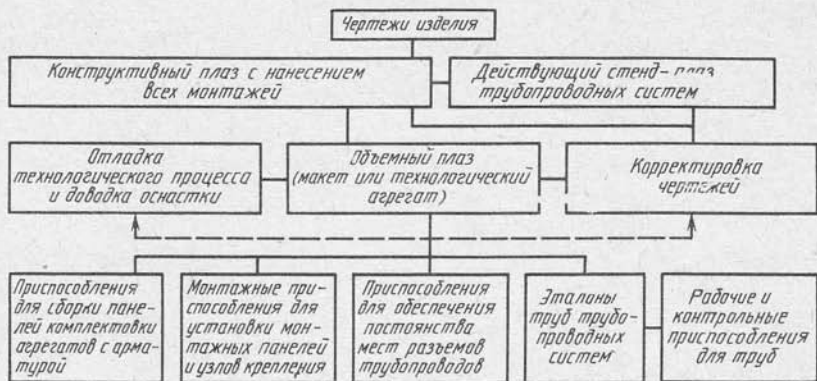 Чертежи изделия
Конструктивный плаз с нанесением
всех монтажей
Действующий стенд-плаз
трубопроводных систем
Отладка
технологического процесса
и доводка оснастки
Объемный плаз
(макет или технологический
агрегат)
Корректировка
чертежей
Приспособления
для сборки пане-
лей комплектовки
агрегатов с арма-
турой
Монтажные при-
способления для
установки мон-
тажных панелей
и узлов крепления
Приспособления
для обеспечения
постоянства
мест разъемов
трубопроводов
Эталоны
труб трубо-
проводных
систем
Рабочие и
контрольные
приспособления
для труб